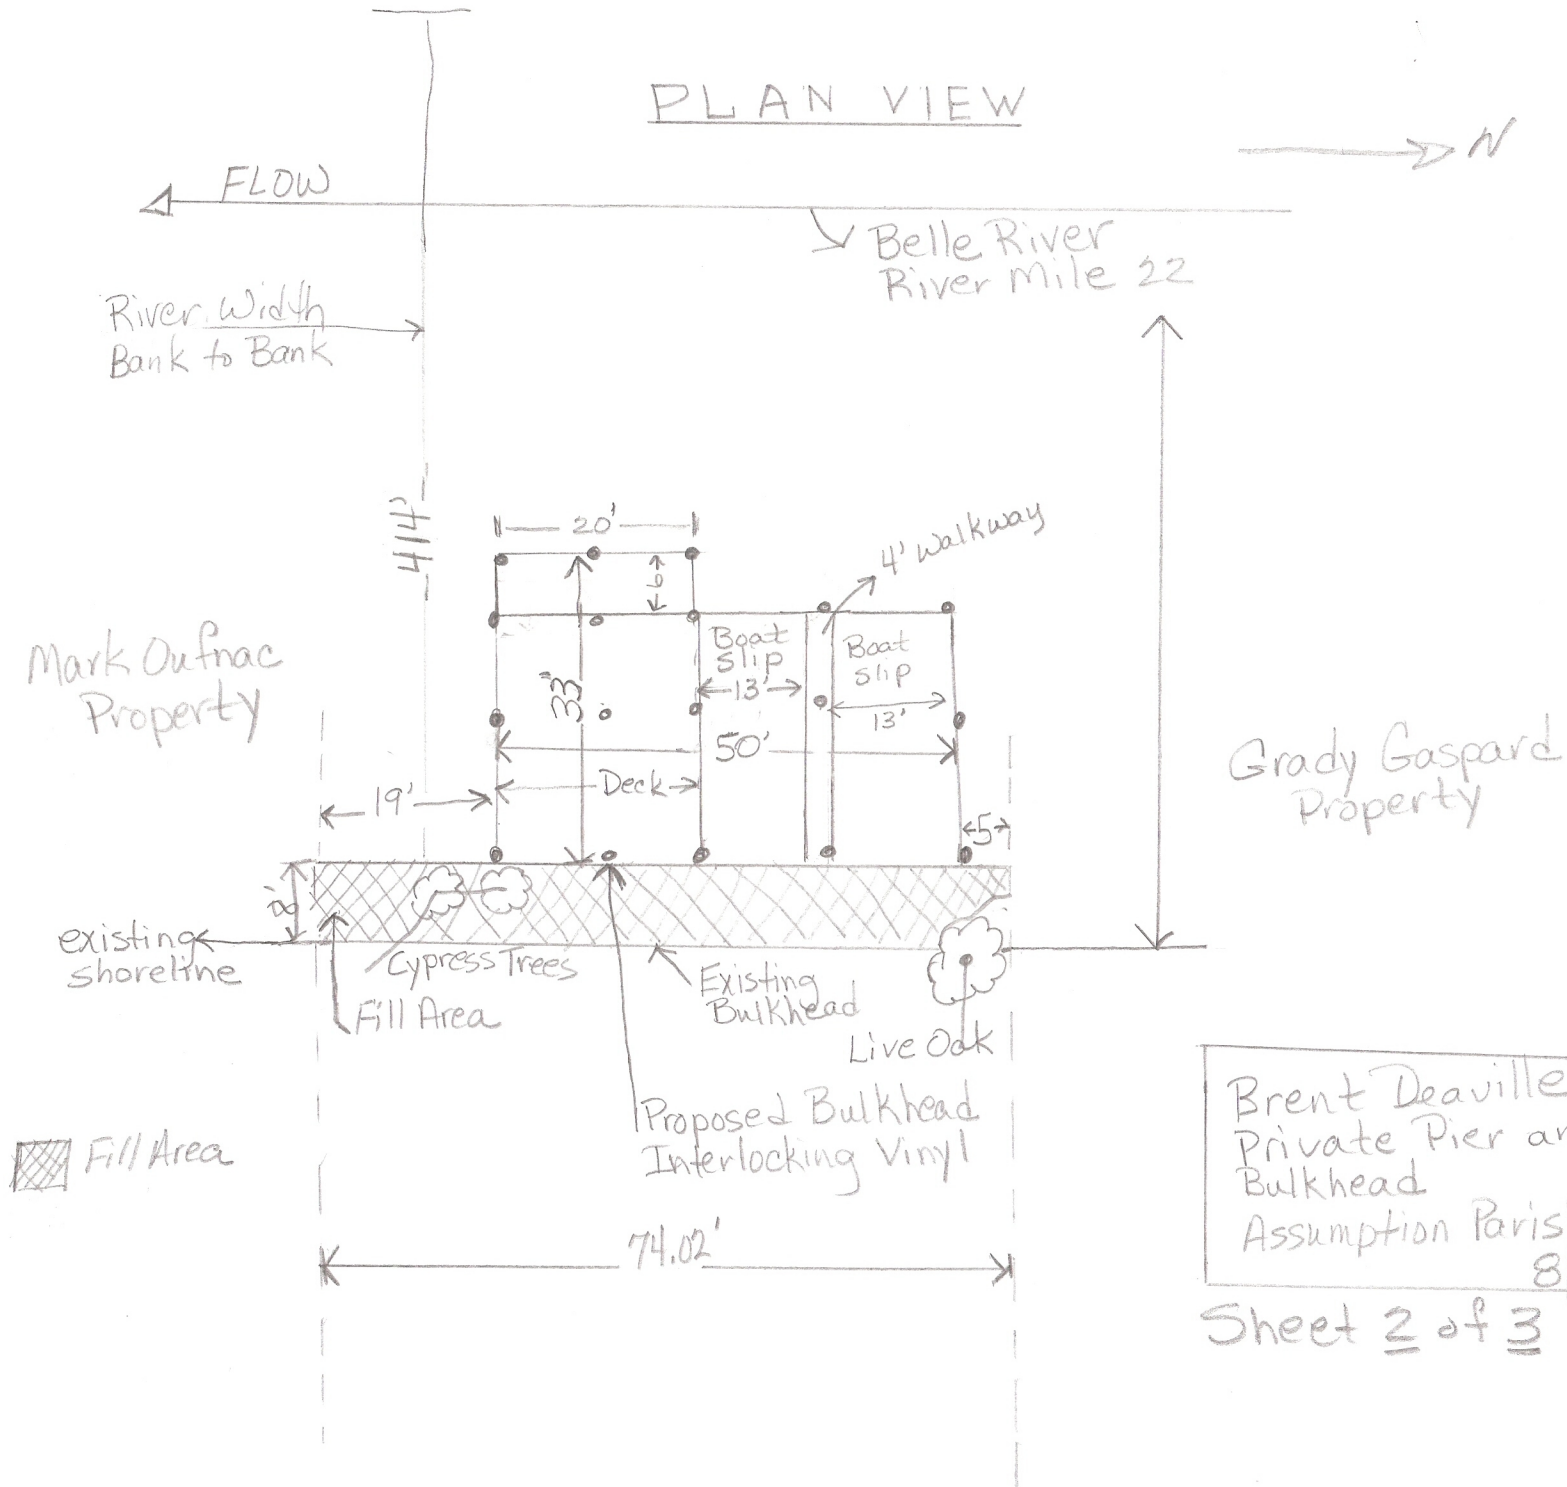 PLAN VIEW
N
FLOW
Belle River
River Mile 22
River Width
Bank to Bank
414'
20'
6'
4' Walkway
Boat
slip
13'
Boat
slip
13'
33'
50'
Deck
19'
5'
8'
Mark Oufnac
Property
Grady Gaspard
Property
existing
shoreline
Cypress Trees
Fill Area
Existing
Bulkhead
Live Oak
Proposed Bulkhead
Interlocking Vinyl
Fill Area
74.02'
Brent Deaville
Private Pier an
Bulkhead
Assumption Paris
8
Sheet 2 of 3